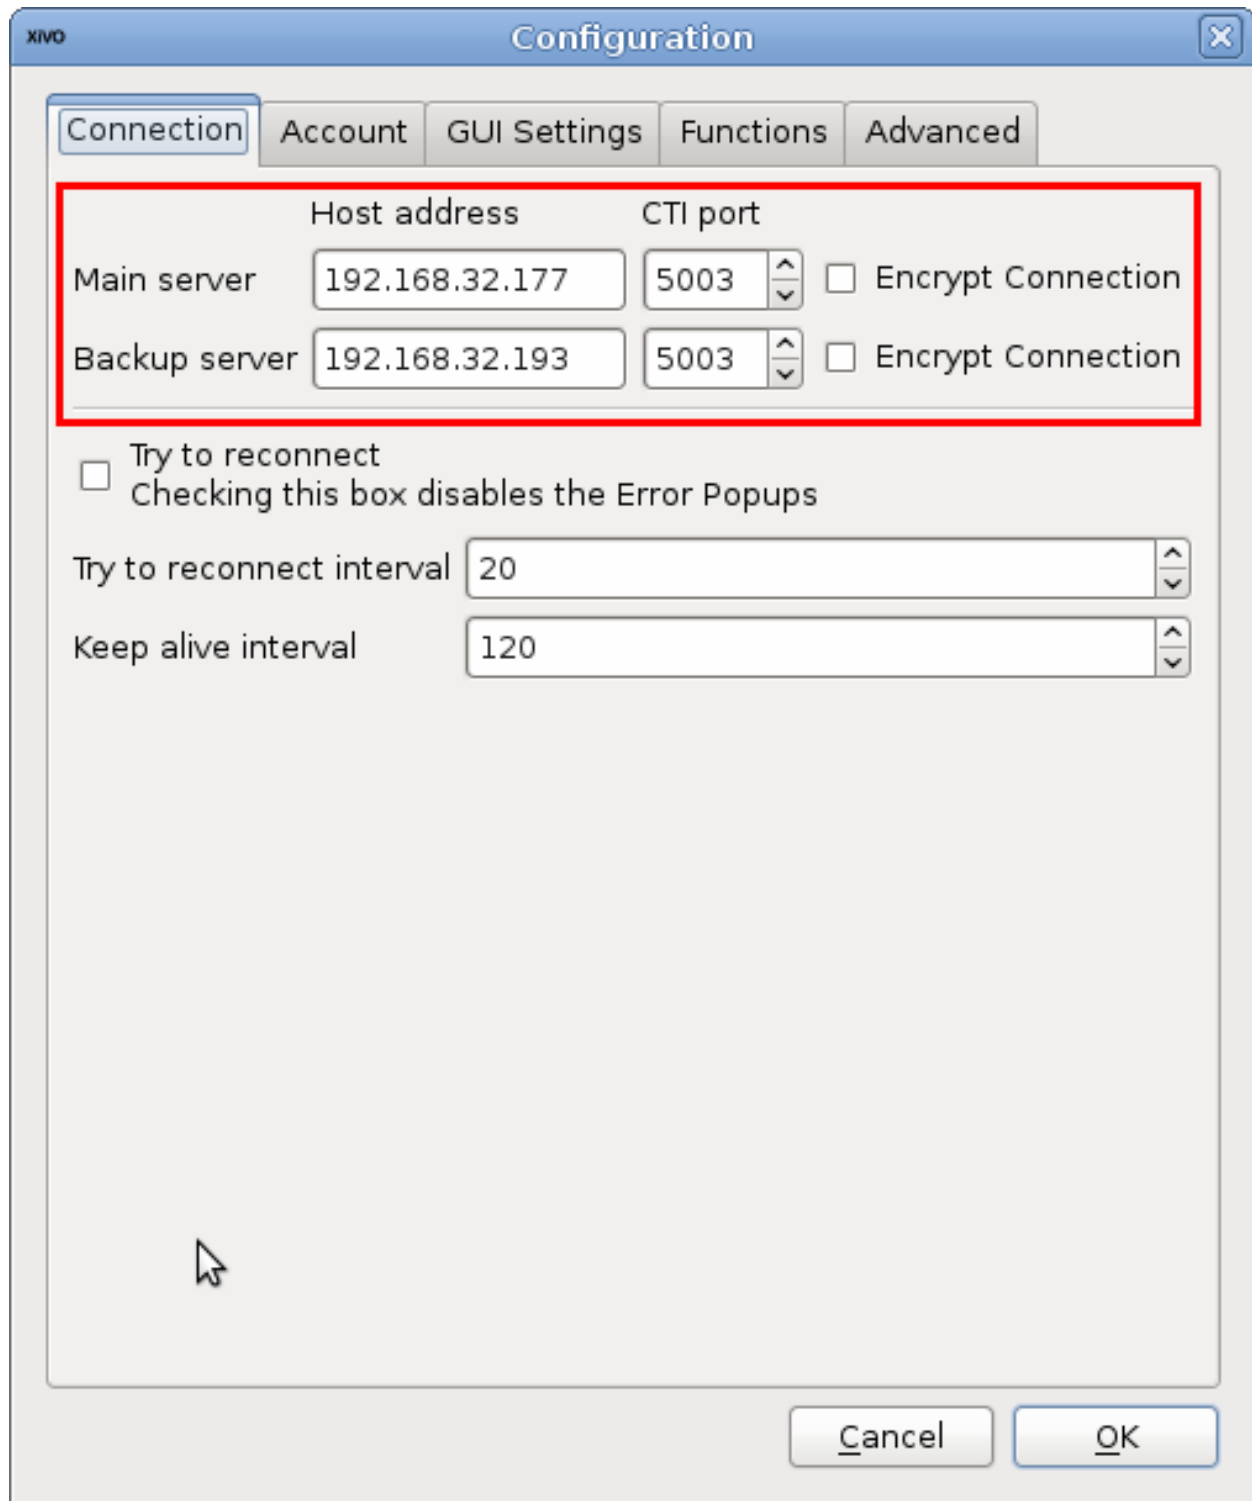 XIVO Configuration
Connection Account GUI Settings Functions Advanced
Host address CTI port
Main server 192.168.32.177 5003 Encrypt Connection
Backup server 192.168.32.193 5003 Encrypt Connection
Try to reconnect
Checking this box disables the Error Popups
Try to reconnect interval 20
Keep alive interval 120
Cancel OK